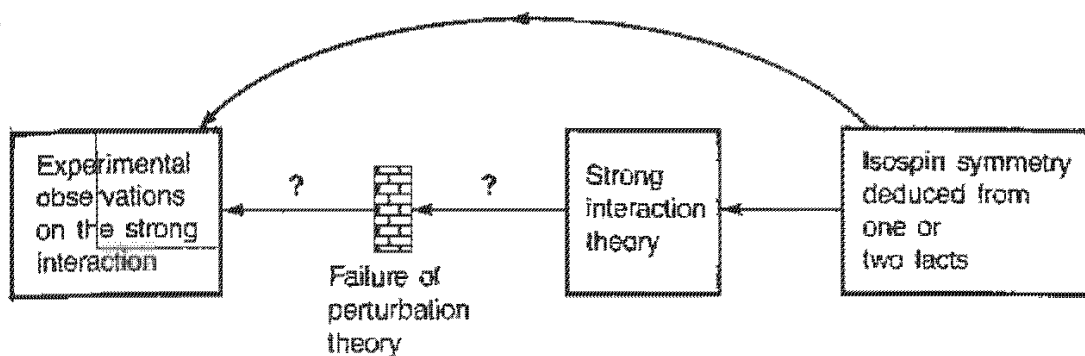 Experimental
observations
on the strong
interaction
?
Failure of
perturbation
theory
?
Strong
interaction
theory
Isospin symmetry
deduced from
one or
two facts